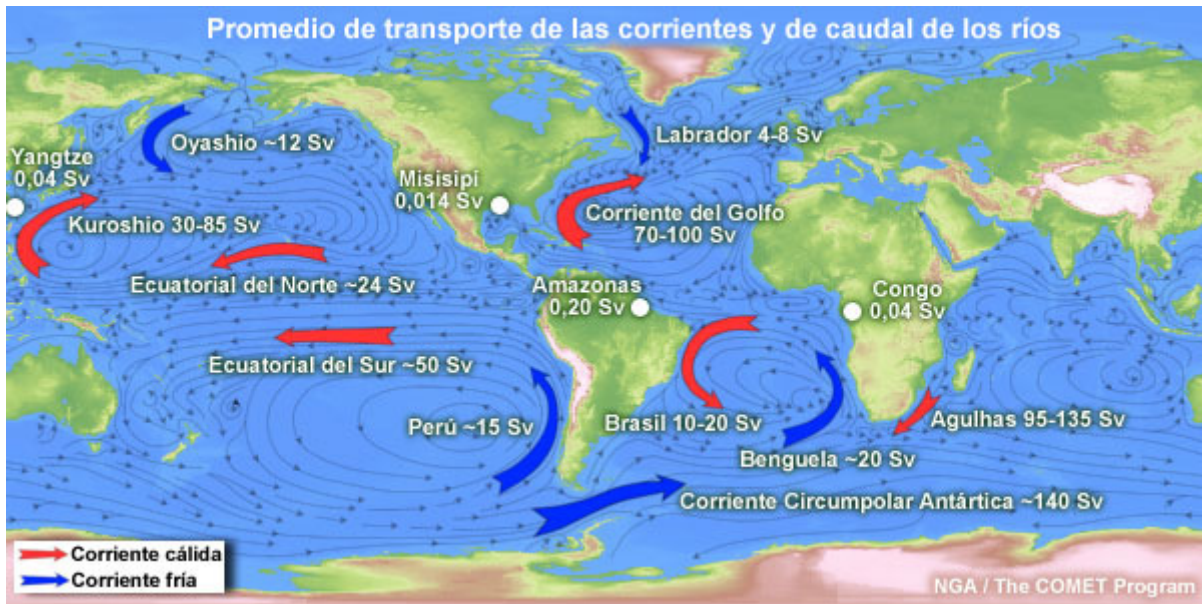 Promedio de transporte de las corrientes y de caudal de los ríos
Oyashio ~12 Sv
Labrador 4-8 Sv
Yangtze
0,04 Sv
Misisipi
0,014 Sv
Kuroshio 30-85 Sv
Corriente del Golfo
70-100 Sv
Ecuatorial del Norte ~24 Sv
Amazonas
0,20 Sv
Congo
0,04 Sv
Ecuatorial del Sur ~50 Sv
Perú ~15 Sv
Brasil 10-20 Sv
Agulhas 95-135 Sv
Benguela ~20 Sv
Corriente Circumpolar Antártica ~140 Sv
Corriente cálida
Corriente fría
NGA / The COMET Program